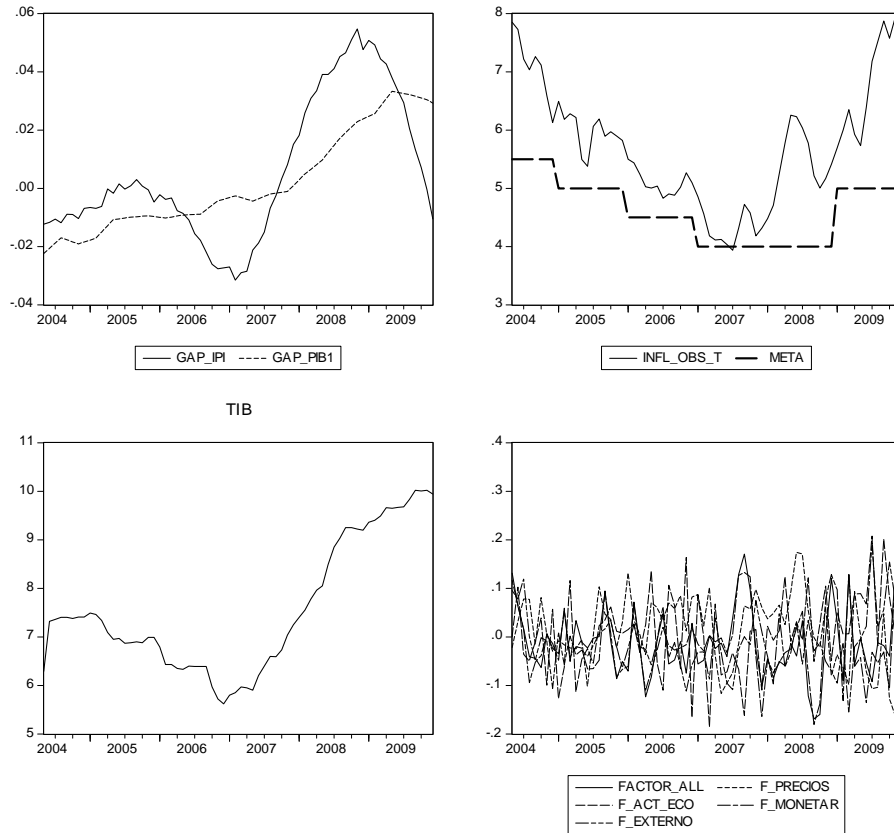 .06
.04
.02
.00
-.02
-.04
2004 2005 2006 2007 2008 2009
GAP_IPI GAP_PIB1
8
7
6
5
4
3
2004 2005 2006 2007 2008 2009
INFL_OBS_T META
TIB
11
10
9
8
7
6
5
2004 2005 2006 2007 2008 2009
.4
.3
.2
.1
.0
-.1
-.2
2004 2005 2006 2007 2008 2009
FACTOR_ALL F_PRECIOS
F_ACT_ECO F_MONETAR
F_EXTERNO